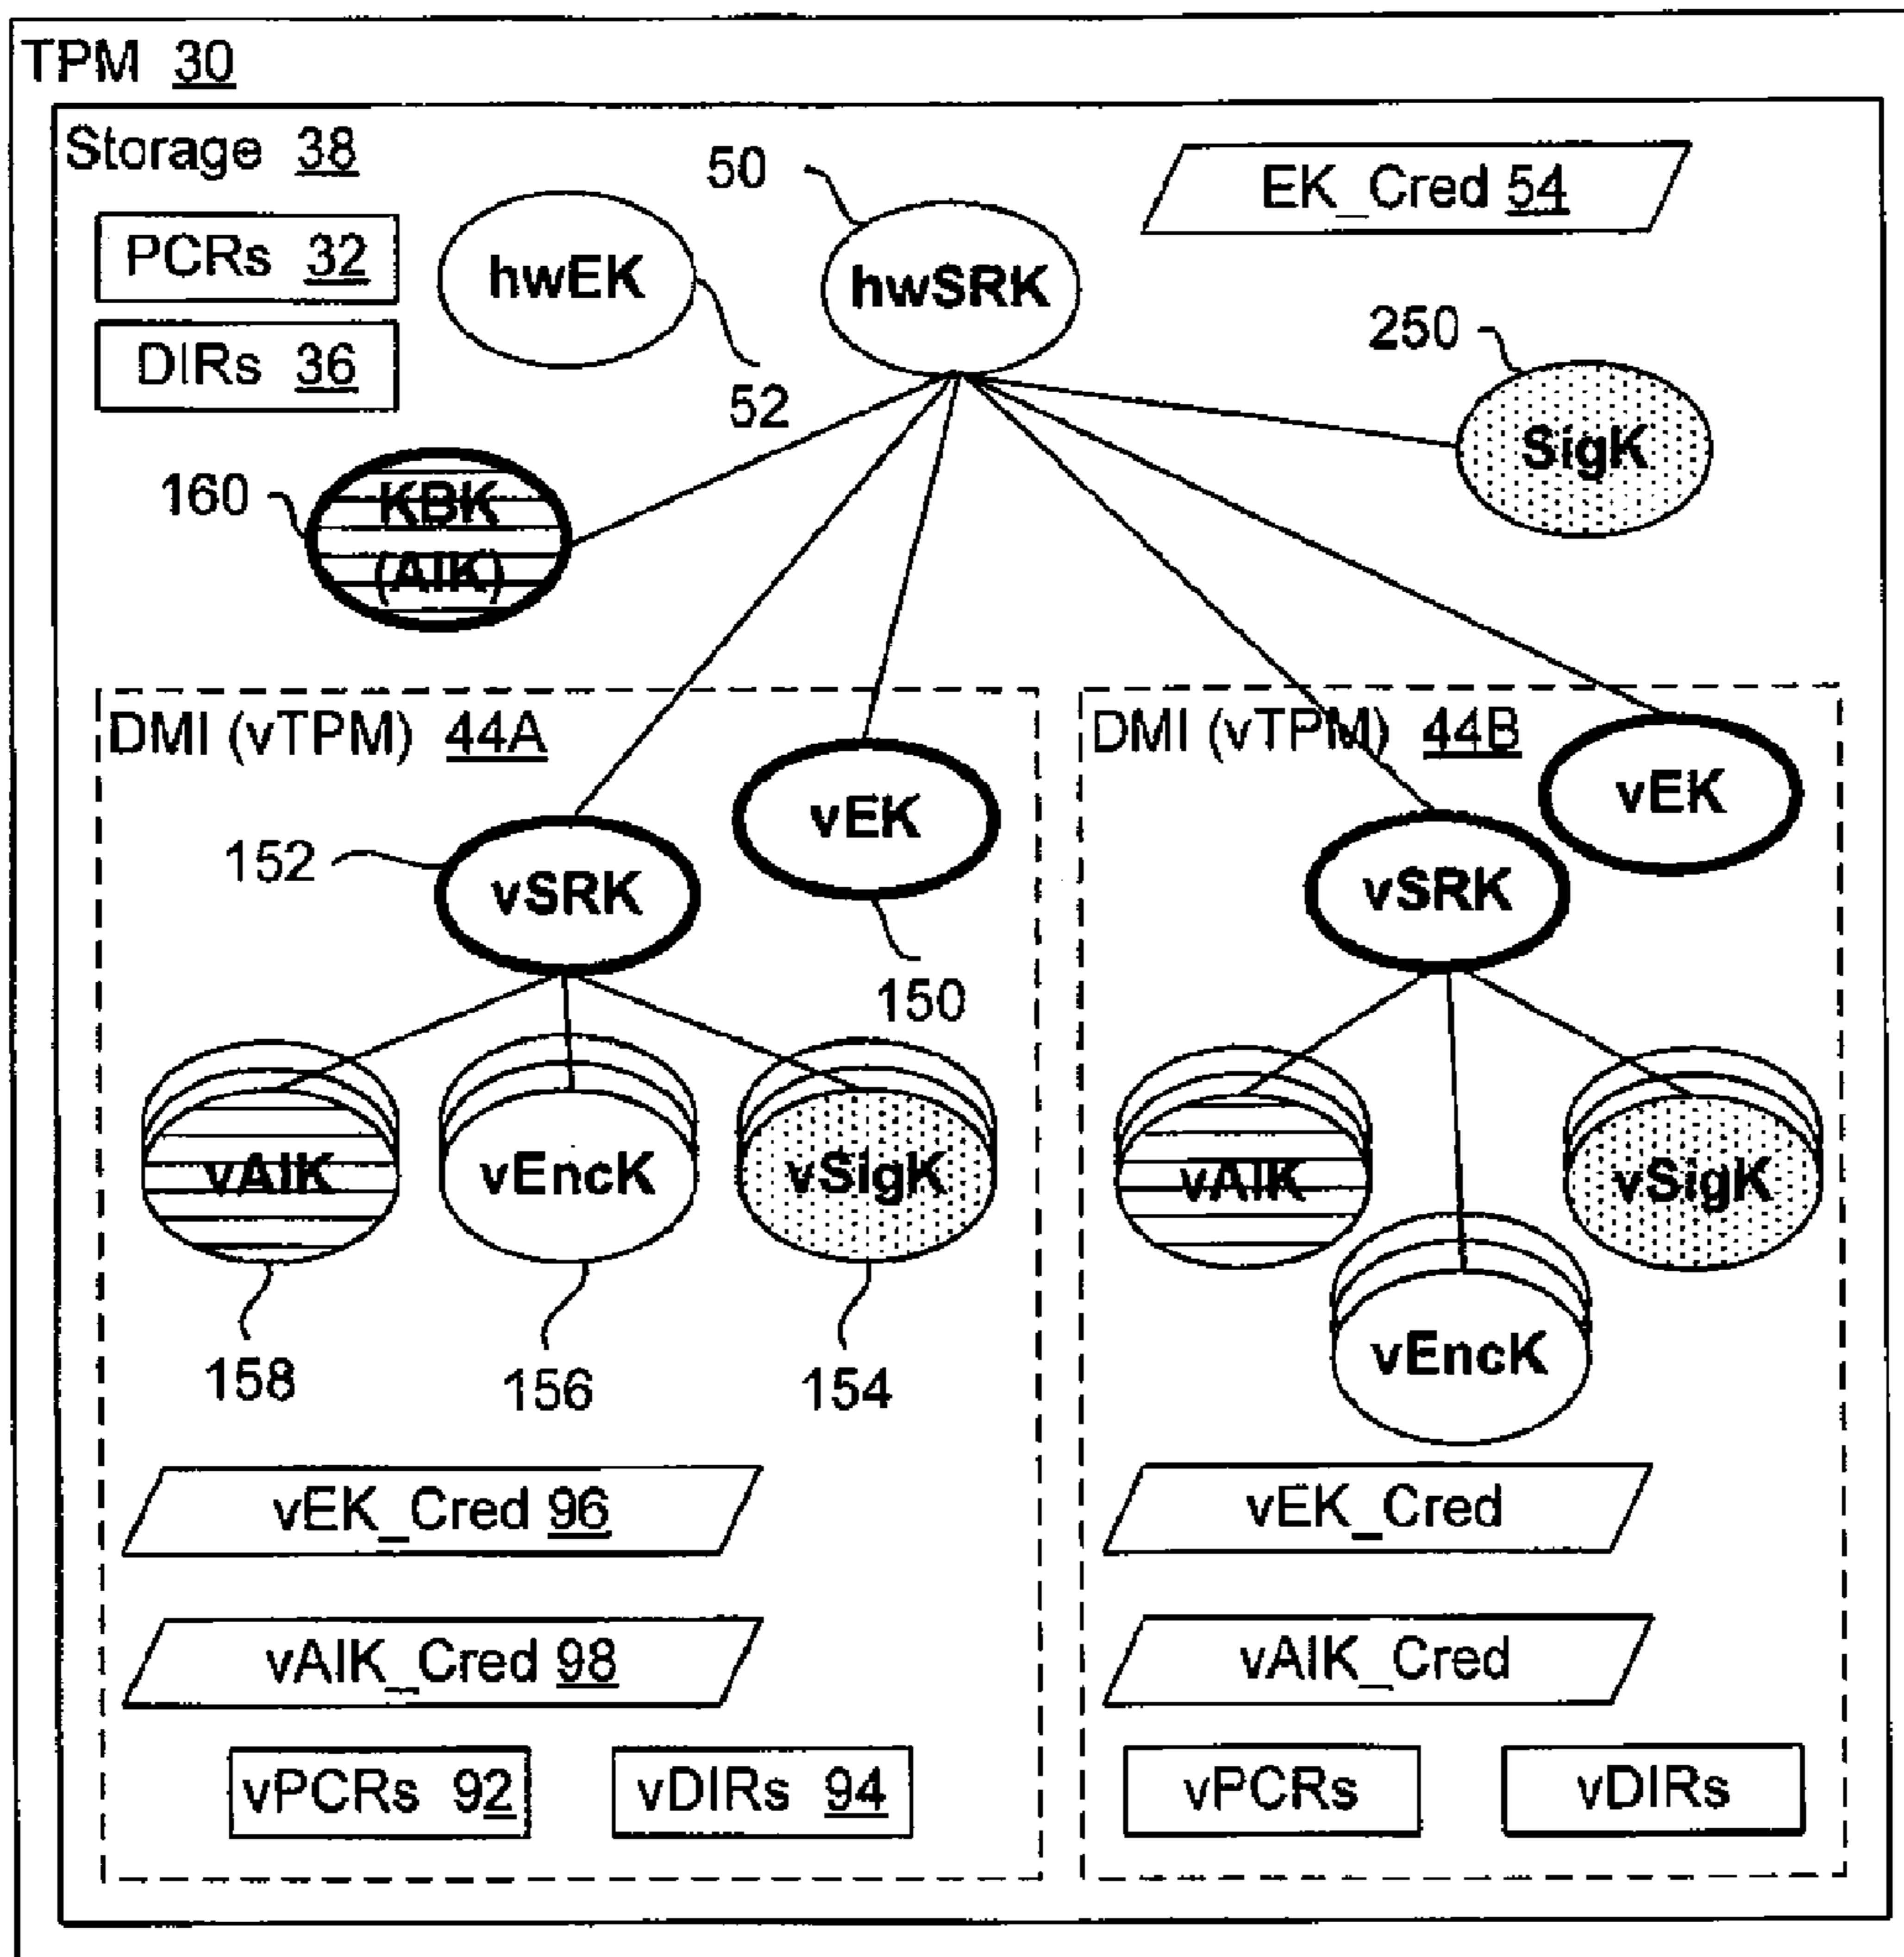 TPM 30
Storage 38
50
EK_Cred 54
PCRs 32
hwEK
hwSRK
DIRs 36
52
250
SigK
160
KBK
(AIK)
DMI (vTPM) 44A
DMI (vTPM) 44B
vEK
vEK
152
vSRK
vSRK
150
vAIK
vEncK
vSigK
vAIK
vSigK
vEncK
158
156
154
vEK_Cred 96
vEK_Cred
vAIK_Cred 98
vAIK_Cred
vPCRs 92
vDIRs 94
vPCRs
vDIRs